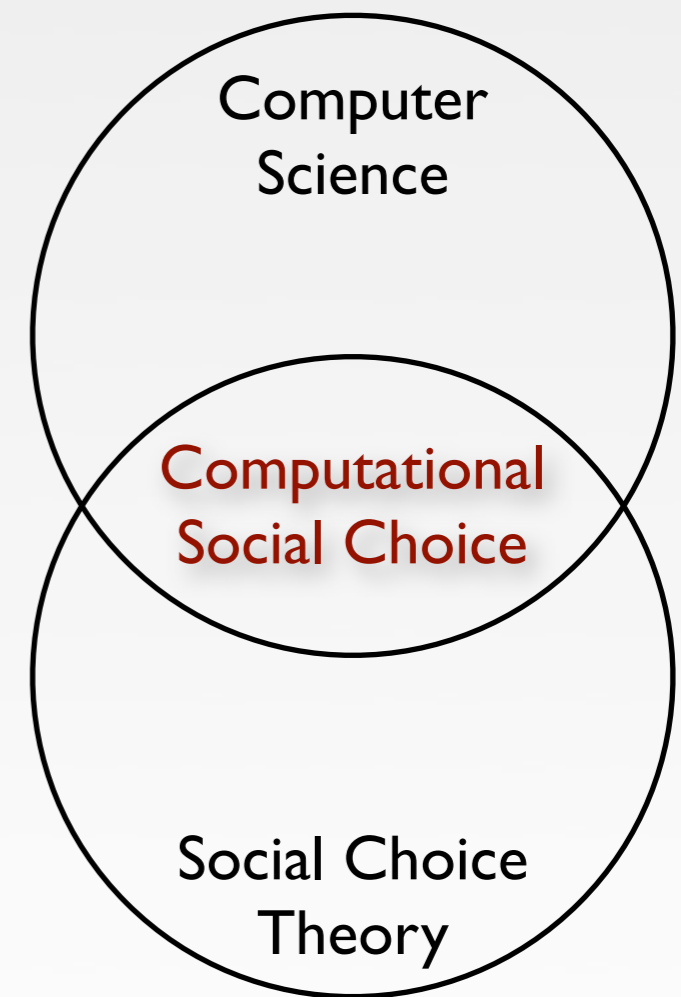 Computer
Science
Computational
Social Choice
Social Choice
Theory